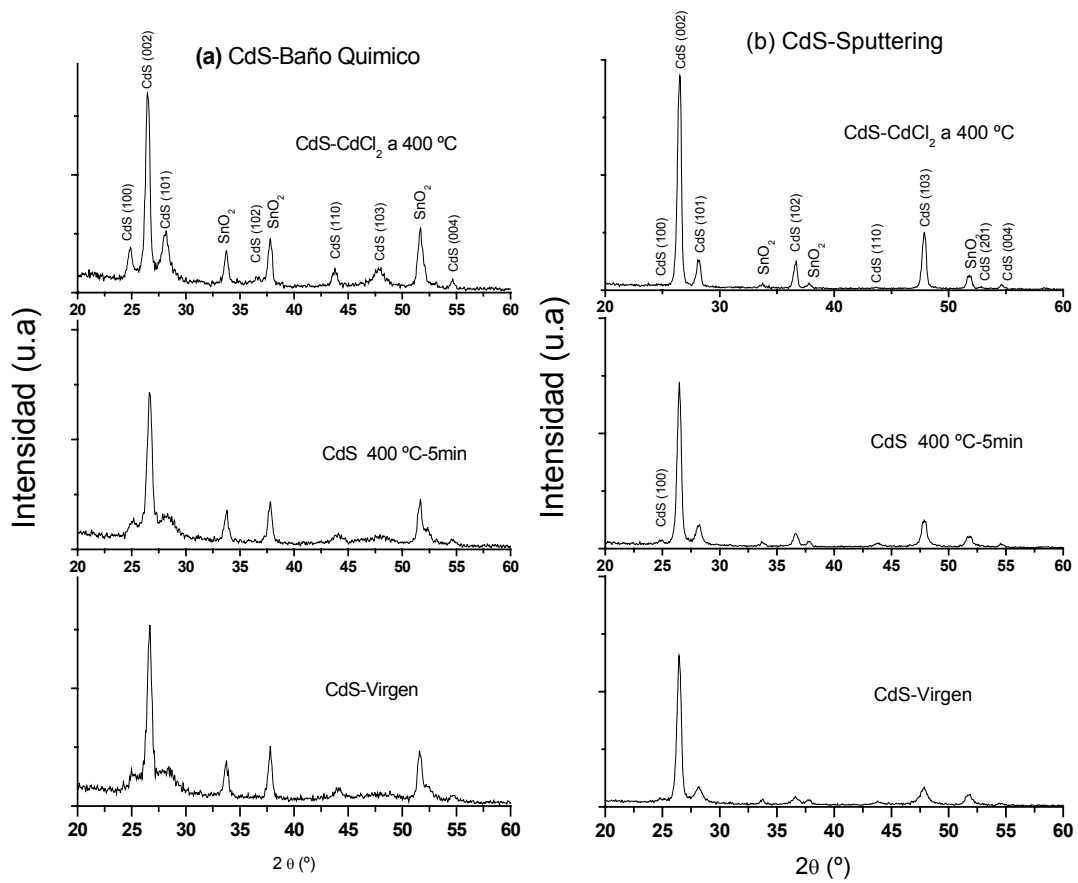 (a) CdS-Baño Quimico
CdS-CdCl2 a 400 ºC
CdS (100)
CdS (002)
CdS (101)
SnO2
CdS (102)
SnO2
CdS (110)
CdS (103)
SnO2
CdS (004)
20 25 30 35 40 45 50 55 60
CdS 400 ºC-5min
20 25 30 35 40 45 50 55 60
CdS-Virgen
20 25 30 35 40 45 50 55 60
2 θ (º)
Intensidad (u.a)
(b) CdS-Sputtering
CdS-CdCl2 a 400 ºC
CdS (100)
CdS (002)
CdS (101)
SnO2
CdS (102)
SnO2
CdS (110)
CdS (103)
SnO2
CdS (201)
CdS (004)
20 25 30 35 40 45 50 55 60
CdS 400 ºC-5min
CdS (100)
20 25 30 35 40 45 50 55 60
CdS-Virgen
20 25 30 35 40 45 50 55 60
2θ (º)
Intensidad (u.a)